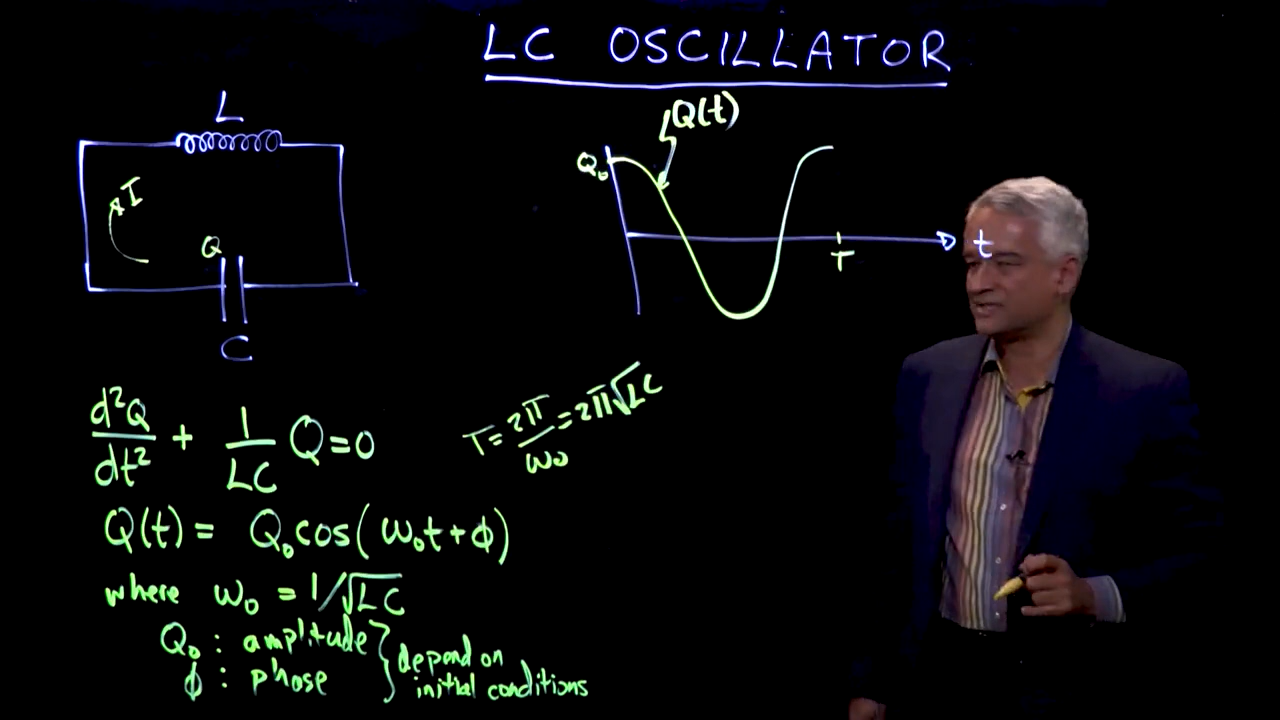 LC OSCILLATOR
L
I
Q
C
Q(t)
Q₀
t
T
d²Q/dt² + 1/LC Q = 0
T = 2π/ω₀ = 2π√LC
Q(t) = Q₀cos(ω₀t + ϕ)
where ω₀ = 1/√LC
Q₀ : amplitude
ϕ : phase
depend on
initial conditions